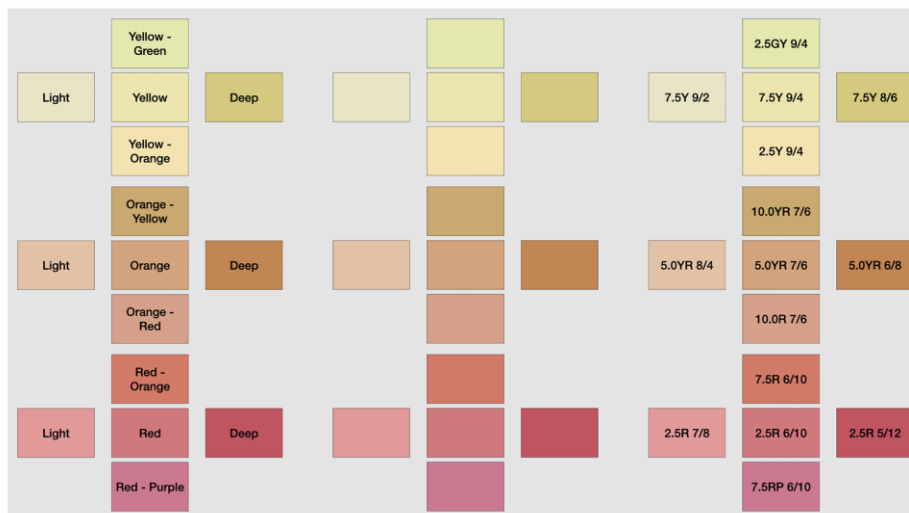 Yellow -
Green
2.5GY 9/4
Light
Yellow
Deep
7.5Y 9/2
7.5Y 9/4
7.5Y 8/6
Yellow -
Orange
2.5Y 9/4
Orange -
Yellow
10.0YR 7/6
Light
Orange
Deep
5.0YR 8/4
5.0YR 7/6
5.0YR 6/8
Orange -
Red
10.0R 7/6
Red -
Orange
7.5R 6/10
Light
Red
Deep
2.5R 7/8
2.5R 6/10
2.5R 5/12
Red - Purple
7.5RP 6/10